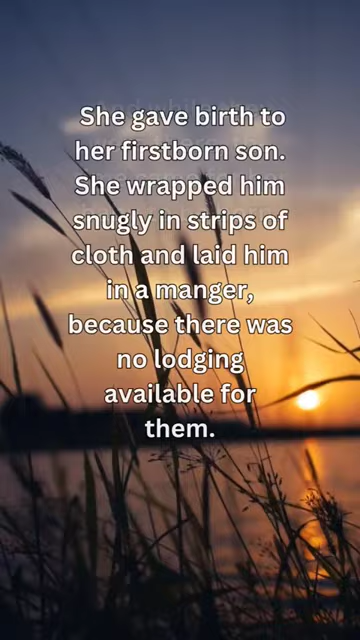 She gave birth to
her firstborn son.
She wrapped him
snugly in strips of
cloth and laid him
in a manger,
because there was
no lodging
available for
them.